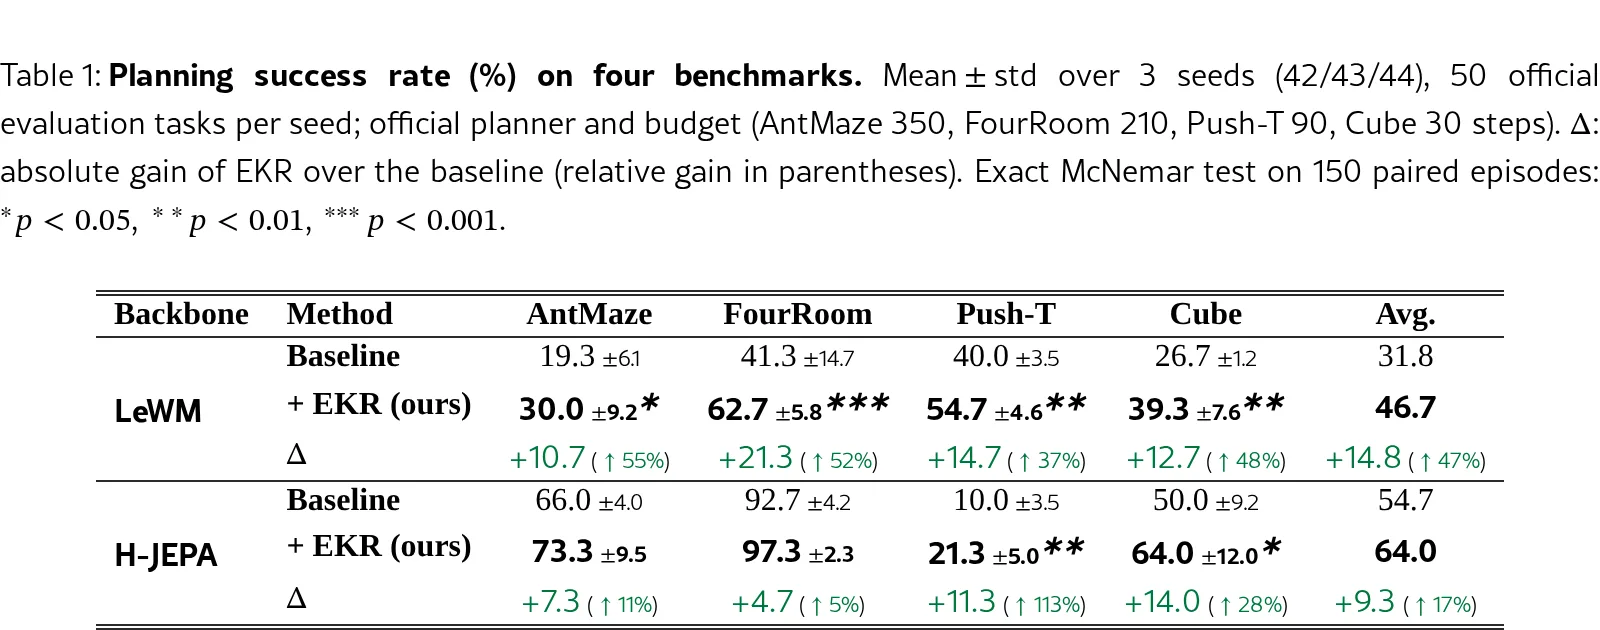 Table 1: Planning success rate (%) on four benchmarks. Mean ± std over 3 seeds (42/43/44), 50 official
evaluation tasks per seed; official planner and budget (AntMaze 350, FourRoom 210, Push-T 90, Cube 30 steps). Δ:
absolute gain of EKR over the baseline (relative gain in parentheses). Exact McNemar test on 150 paired episodes:
*p < 0.05, **p < 0.01, ***p < 0.001.
Backbone Method AntMaze FourRoom Push-T Cube Avg.
Baseline 19.3 ±6.1 41.3 ±14.7 40.0 ±3.5 26.7 ±1.2 31.8
LeWM + EKR (ours) 30.0 ±9.2* 62.7 ±5.8*** 54.7 ±4.6** 39.3 ±7.6** 46.7
Δ +10.7 (↑55%) +21.3 (↑52%) +14.7 (↑37%) +12.7 (↑48%) +14.8 (↑47%)
Baseline 66.0 ±4.0 92.7 ±4.2 10.0 ±3.5 50.0 ±9.2 54.7
H-JEPA + EKR (ours) 73.3 ±9.5 97.3 ±2.3 21.3 ±5.0** 64.0 ±12.0* 64.0
Δ +7.3 (↑11%) +4.7 (↑5%) +11.3 (↑113%) +14.0 (↑28%) +9.3 (↑17%)